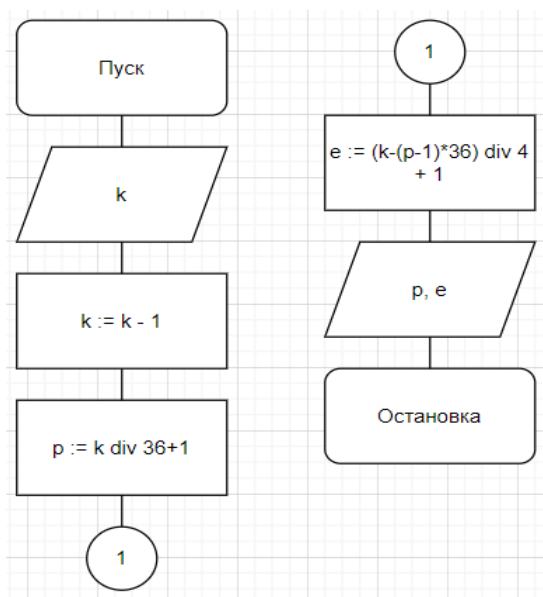 Пуск
k
k := k - 1
p := k div 36+1
1
1
e := (k-(p-1)*36) div 4
+ 1
p, e
Остановка